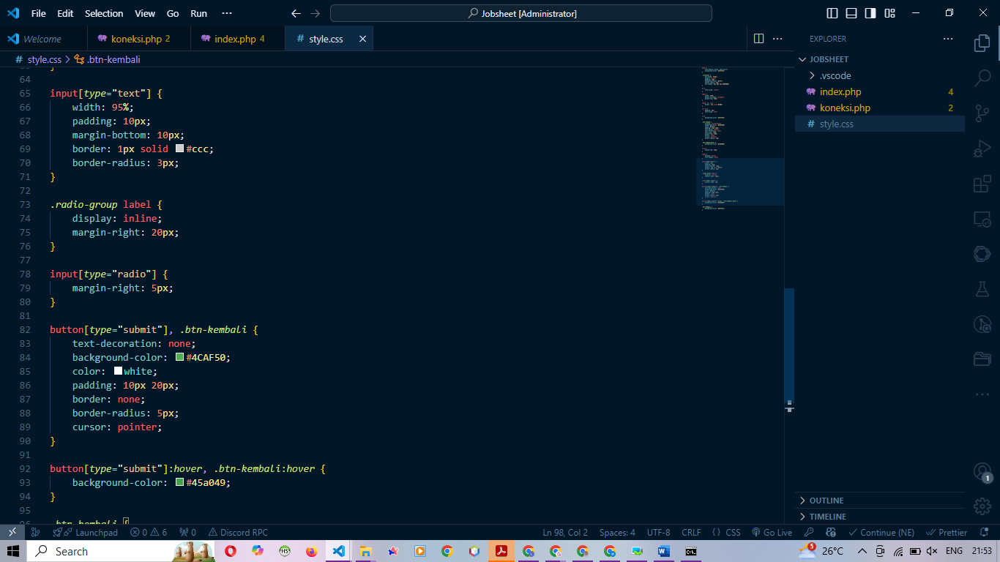 File Edit Selection View Go Run ··· Jobsheet [Administrator]
Welcome koneksi.php 2 index.php 4 # style.css
# style.css > .btn-kembali
64
65 input[type="text"] {
66 width: 95%;
67 padding: 10px;
68 margin-bottom: 10px;
69 border: 1px solid #ccc;
70 border-radius: 3px;
71 }
72
73 .radio-group label {
74 display: inline;
75 margin-right: 20px;
76 }
77
78 input[type="radio"] {
79 margin-right: 5px;
80 }
81
82 button[type="submit"], .btn-kembali {
83 text-decoration: none;
84 background-color: #4CAF50;
85 color: white;
86 padding: 10px 20px;
87 border: none;
88 border-radius: 5px;
89 cursor: pointer;
90 }
91
92 button[type="submit"]:hover, .btn-kembali:hover {
93 background-color: #45a049;
94 }
95
96 .btn-kembali {
EXPLORER ···
JOBSHEET
.vscode
index.php 4
koneksi.php 2
# style.css
OUTLINE
TIMELINE
1
Launchpad 0 6 0 Discord RPC Ln 98, Col 2 Spaces: 4 UTF-8 CRLF { } CSS Go Live Continue (NE) Prettier
Search 5 26°C ENG 21:53